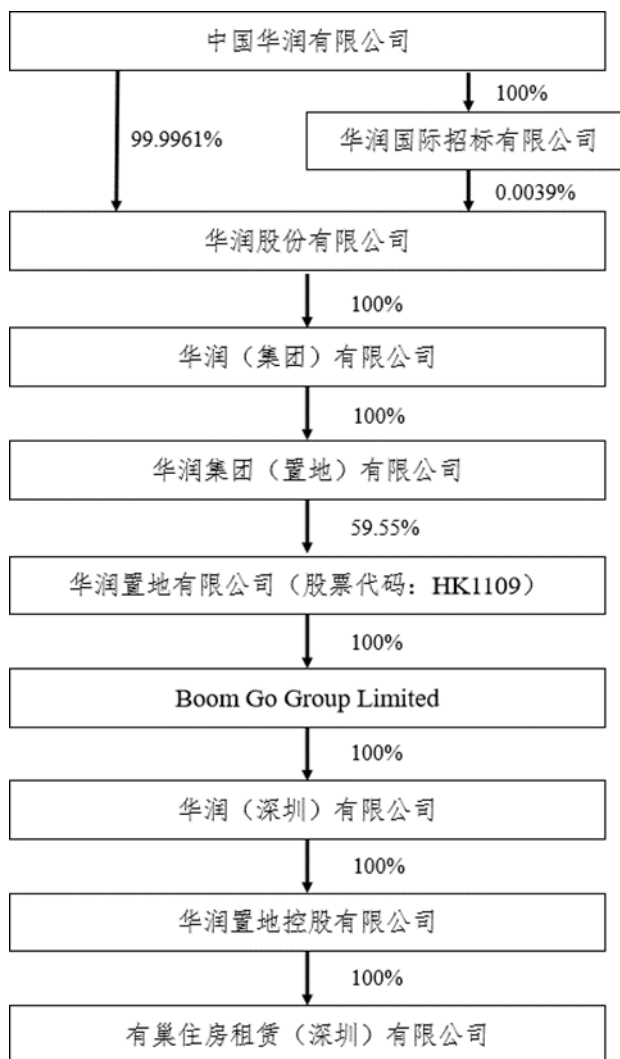 中国华润有限公司
100%
99.9961%
华润国际招标有限公司
0.0039%
华润股份有限公司
100%
华润（集团）有限公司
100%
华润集团（置地）有限公司
59.55%
华润置地有限公司（股票代码：HK1109）
100%
Boom Go Group Limited
100%
华润（深圳）有限公司
100%
华润置地控股有限公司
100%
有巢住房租赁（深圳）有限公司